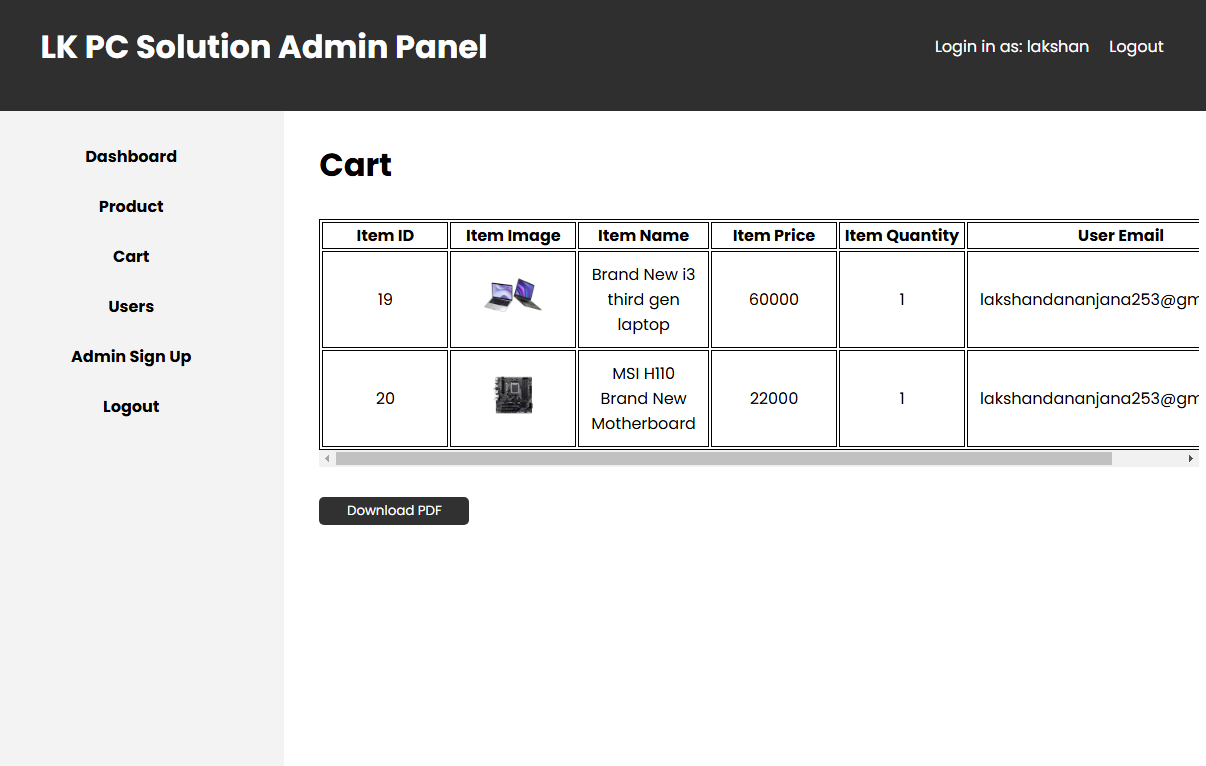 LK PC Solution Admin Panel
Login in as: lakshan Logout
Dashboard
Product
Cart
Users
Admin Sign Up
Logout
Cart
Item ID Item Image Item Name Item Price Item Quantity User Email
19 Brand New i3 third gen laptop 60000 1 lakshandananjana253@gm
20 MSI H110 Brand New Motherboard 22000 1 lakshandananjana253@gm
Download PDF